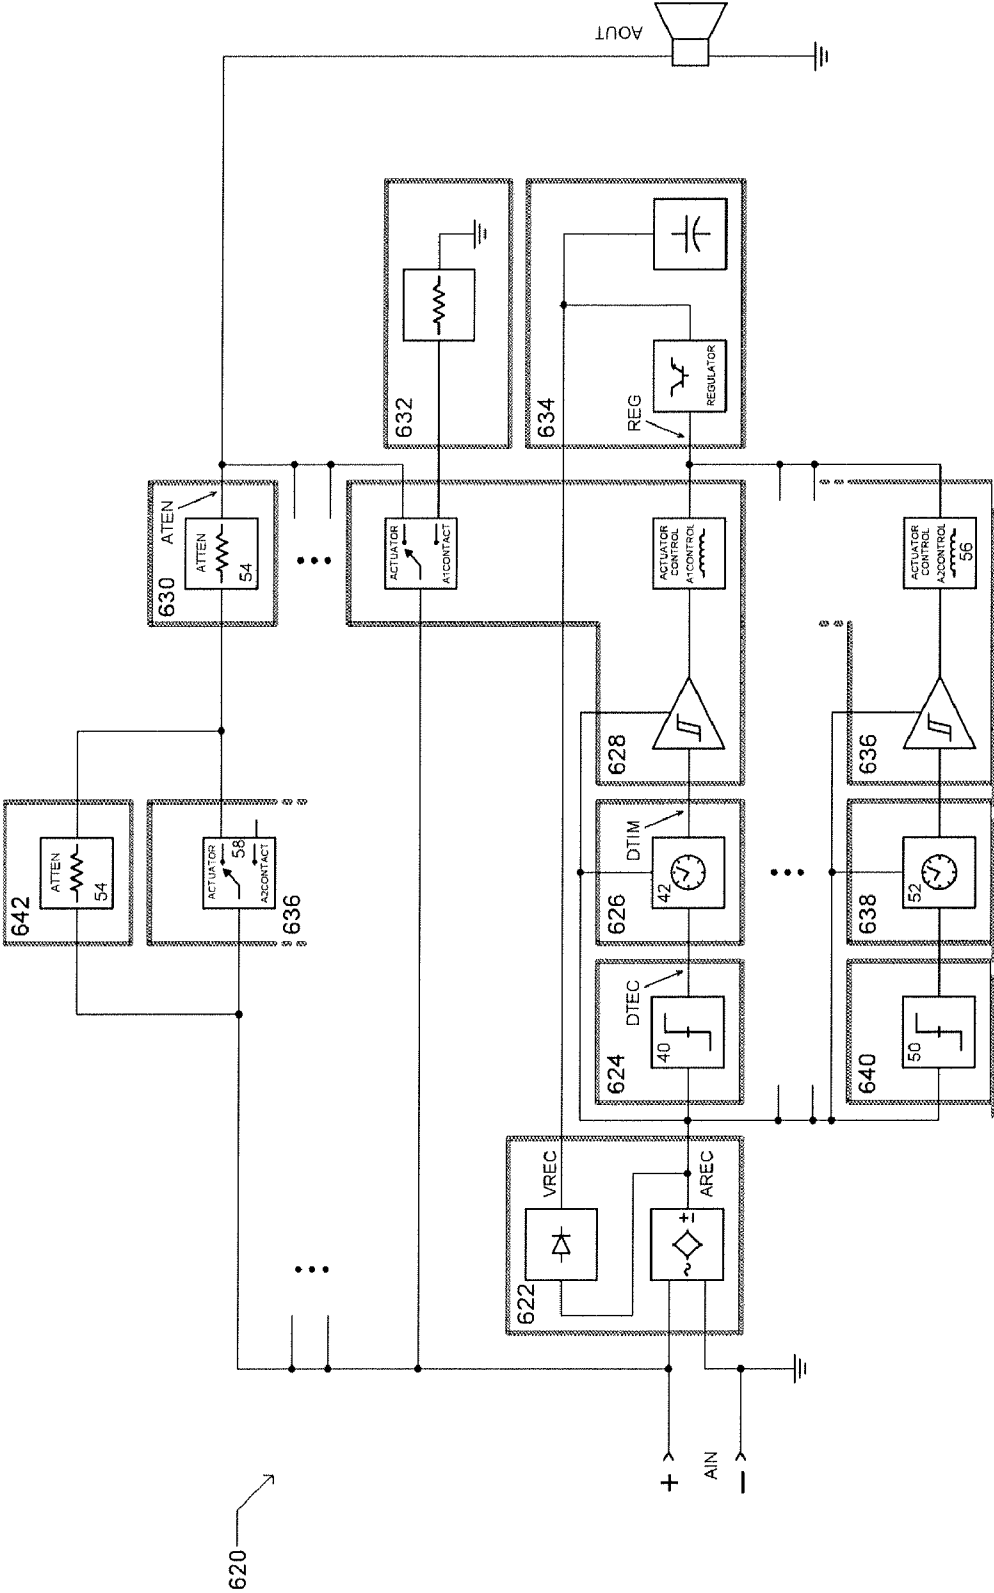 620
AIN
+
−
642
ATTEN
54
ACTUATOR
58
A2CONTACT
636
630
ATTEN
54
ATEN
AOUT
ACTUATOR
A1CONTACT
632
622
VREC
AREC
~
±
624
40
DTEC
626
42
DTIM
628
ACTUATOR
CONTROL
A1CONTROL
634
REG
REGULATOR
640
50
638
52
636
ACTUATOR
CONTROL
A2CONTROL
56